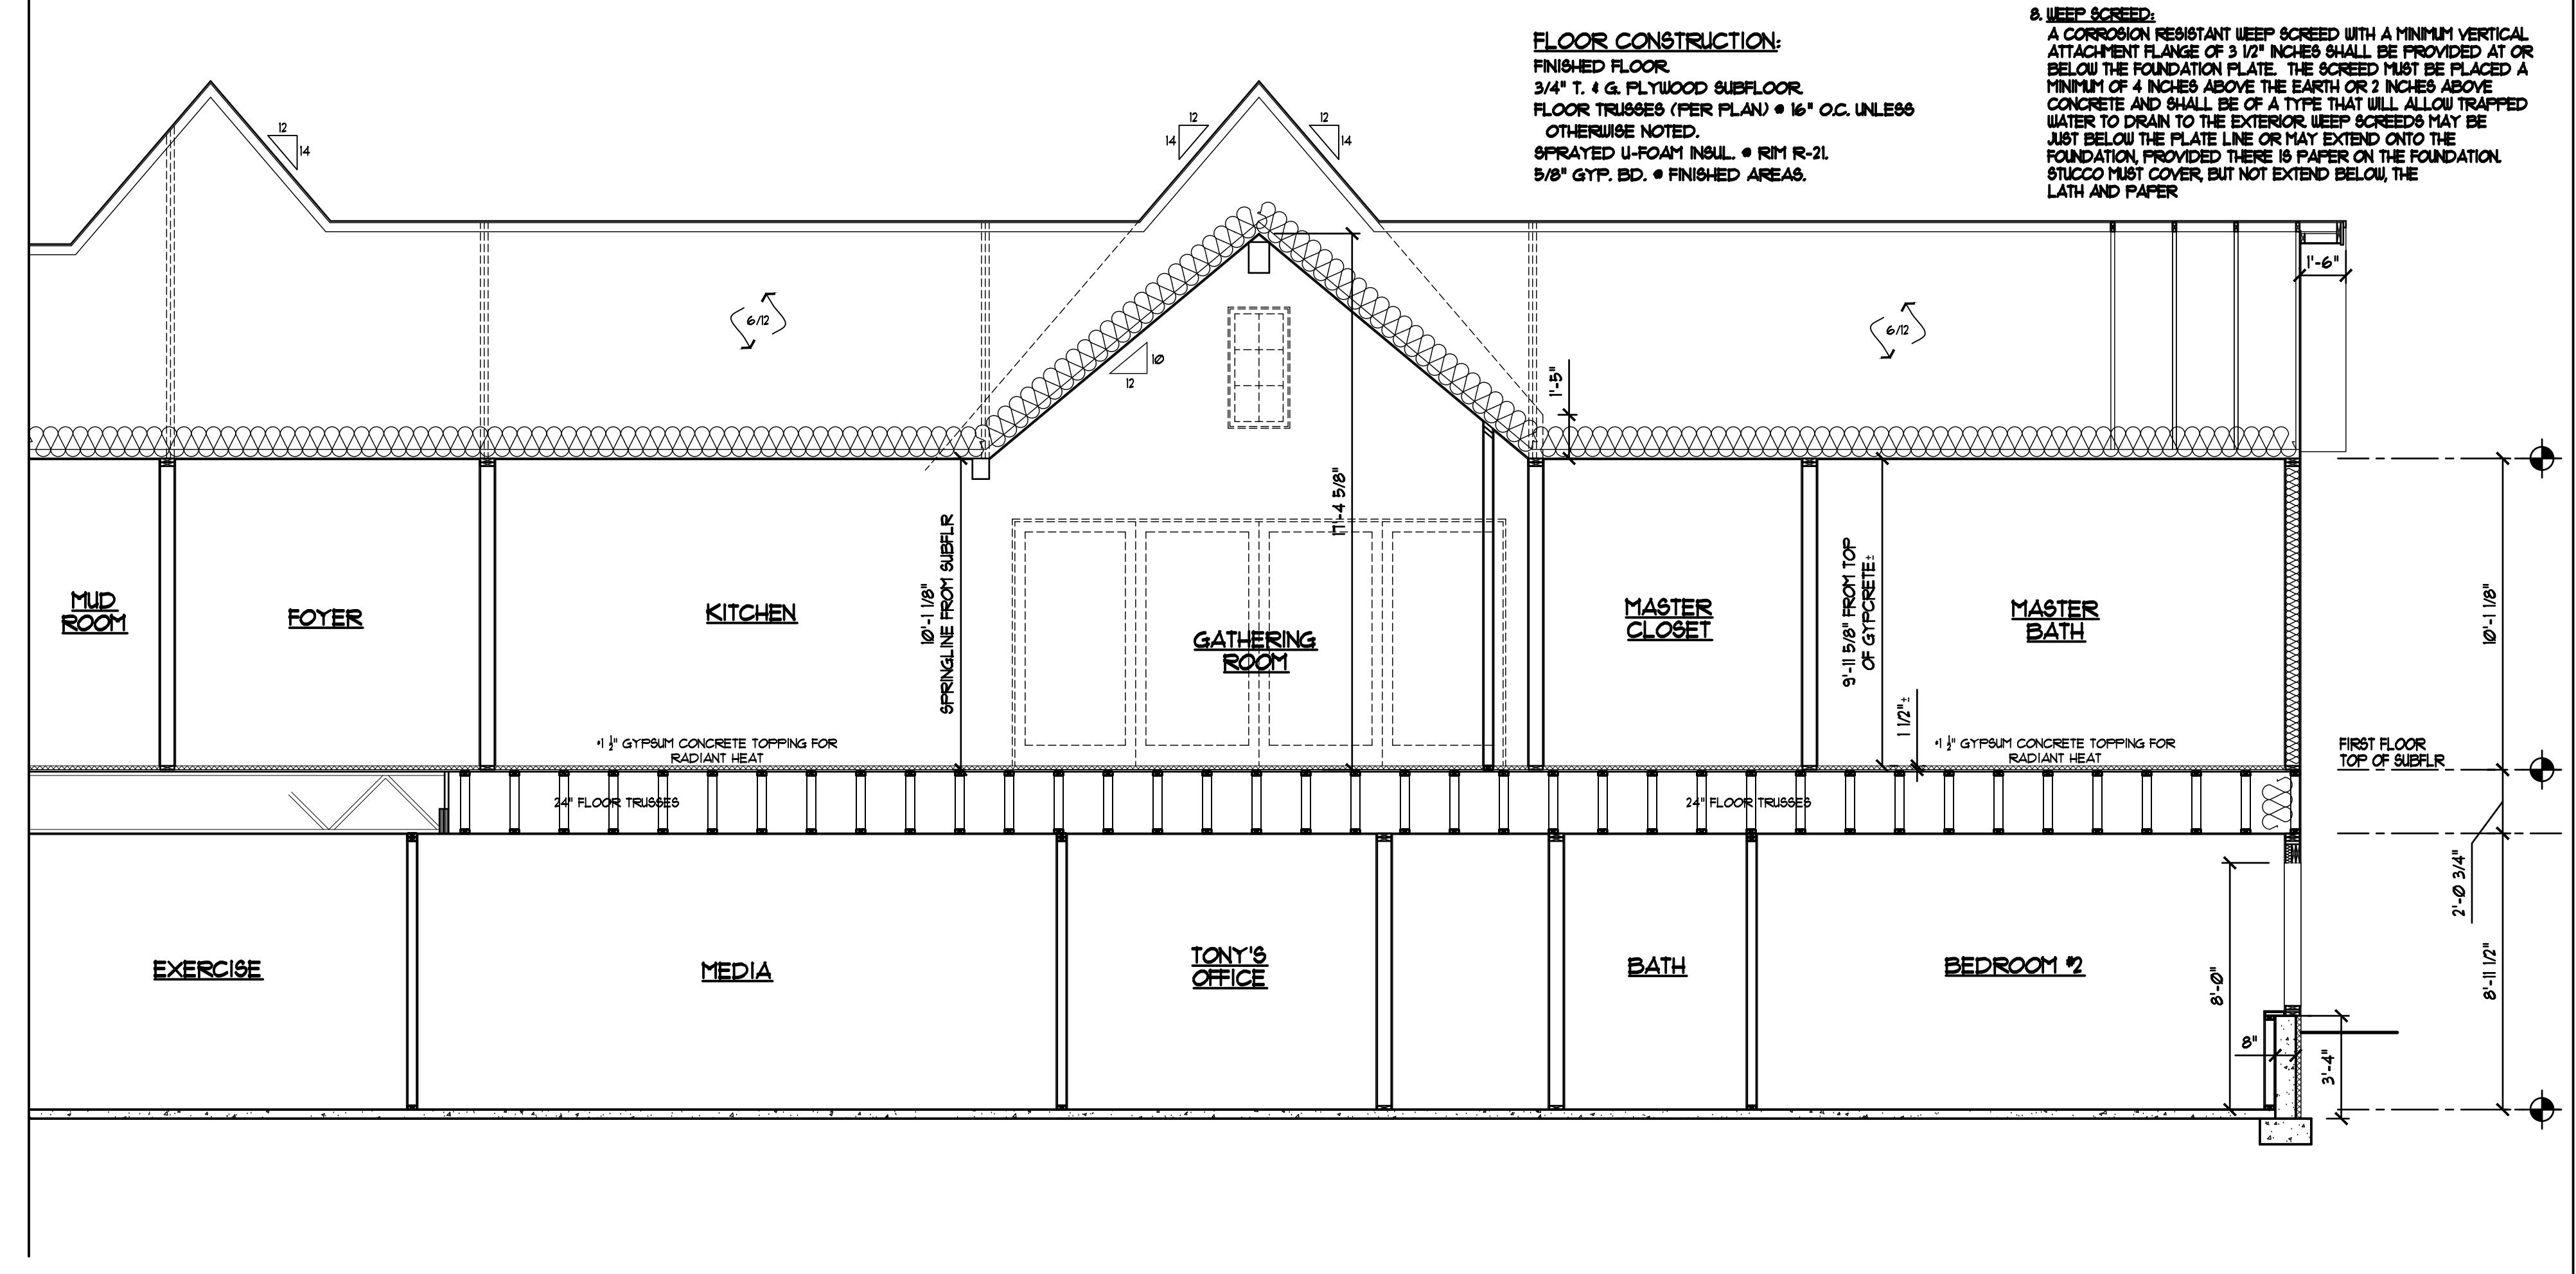 FLOOR CONSTRUCTION:
FINISHED FLOOR
3/4" T. & G. PLYWOOD SUBFLOOR
FLOOR TRUSSES (PER PLAN) @ 16" O.C. UNLESS
OTHERWISE NOTED.
SPRAYED U-FOAM INSUL. @ RIM R-21.
5/8" GYP. BD. @ FINISHED AREAS.
8. WEEP SCREED:
A CORROSION RESISTANT WEEP SCREED WITH A MINIMUM VERTICAL
ATTACHMENT FLANGE OF 3 1/2" INCHES SHALL BE PROVIDED AT OR
BELOW THE FOUNDATION PLATE. THE SCREED MUST BE PLACED A
MINIMUM OF 4 INCHES ABOVE THE EARTH OR 2 INCHES ABOVE
CONCRETE AND SHALL BE OF A TYPE THAT WILL ALLOW TRAPPED
WATER TO DRAIN TO THE EXTERIOR. WEEP SCREEDS MAY BE
JUST BELOW THE PLATE LINE OR MAY EXTEND ONTO THE
FOUNDATION, PROVIDED THERE IS PAPER ON THE FOUNDATION.
STUCCO MUST COVER, BUT NOT EXTEND BELOW, THE
LATH AND PAPER
12
14
12
14
12
14
1'-6"
6/12
6/12
10
12
1'-5"
17'-4 5/8"
10'-1 1/8"
SPRINGLINE FROM SUBFLR
9'-11 5/8" FROM TOP
OF GYPCRETE±
1 1/2"±
10'-1 1/8"
MUD
ROOM
FOYER
KITCHEN
GATHERING
ROOM
MASTER
CLOSET
MASTER
BATH
1 1/2" GYPSUM CONCRETE TOPPING FOR
RADIANT HEAT
1 1/2" GYPSUM CONCRETE TOPPING FOR
RADIANT HEAT
FIRST FLOOR
TOP OF SUBFLR
24" FLOOR TRUSSES
24" FLOOR TRUSSES
2'-0 3/4"
8'-11 1/2"
EXERCISE
MEDIA
TONY'S
OFFICE
BATH
BEDROOM #2
8'-0"
8"
3'-4"